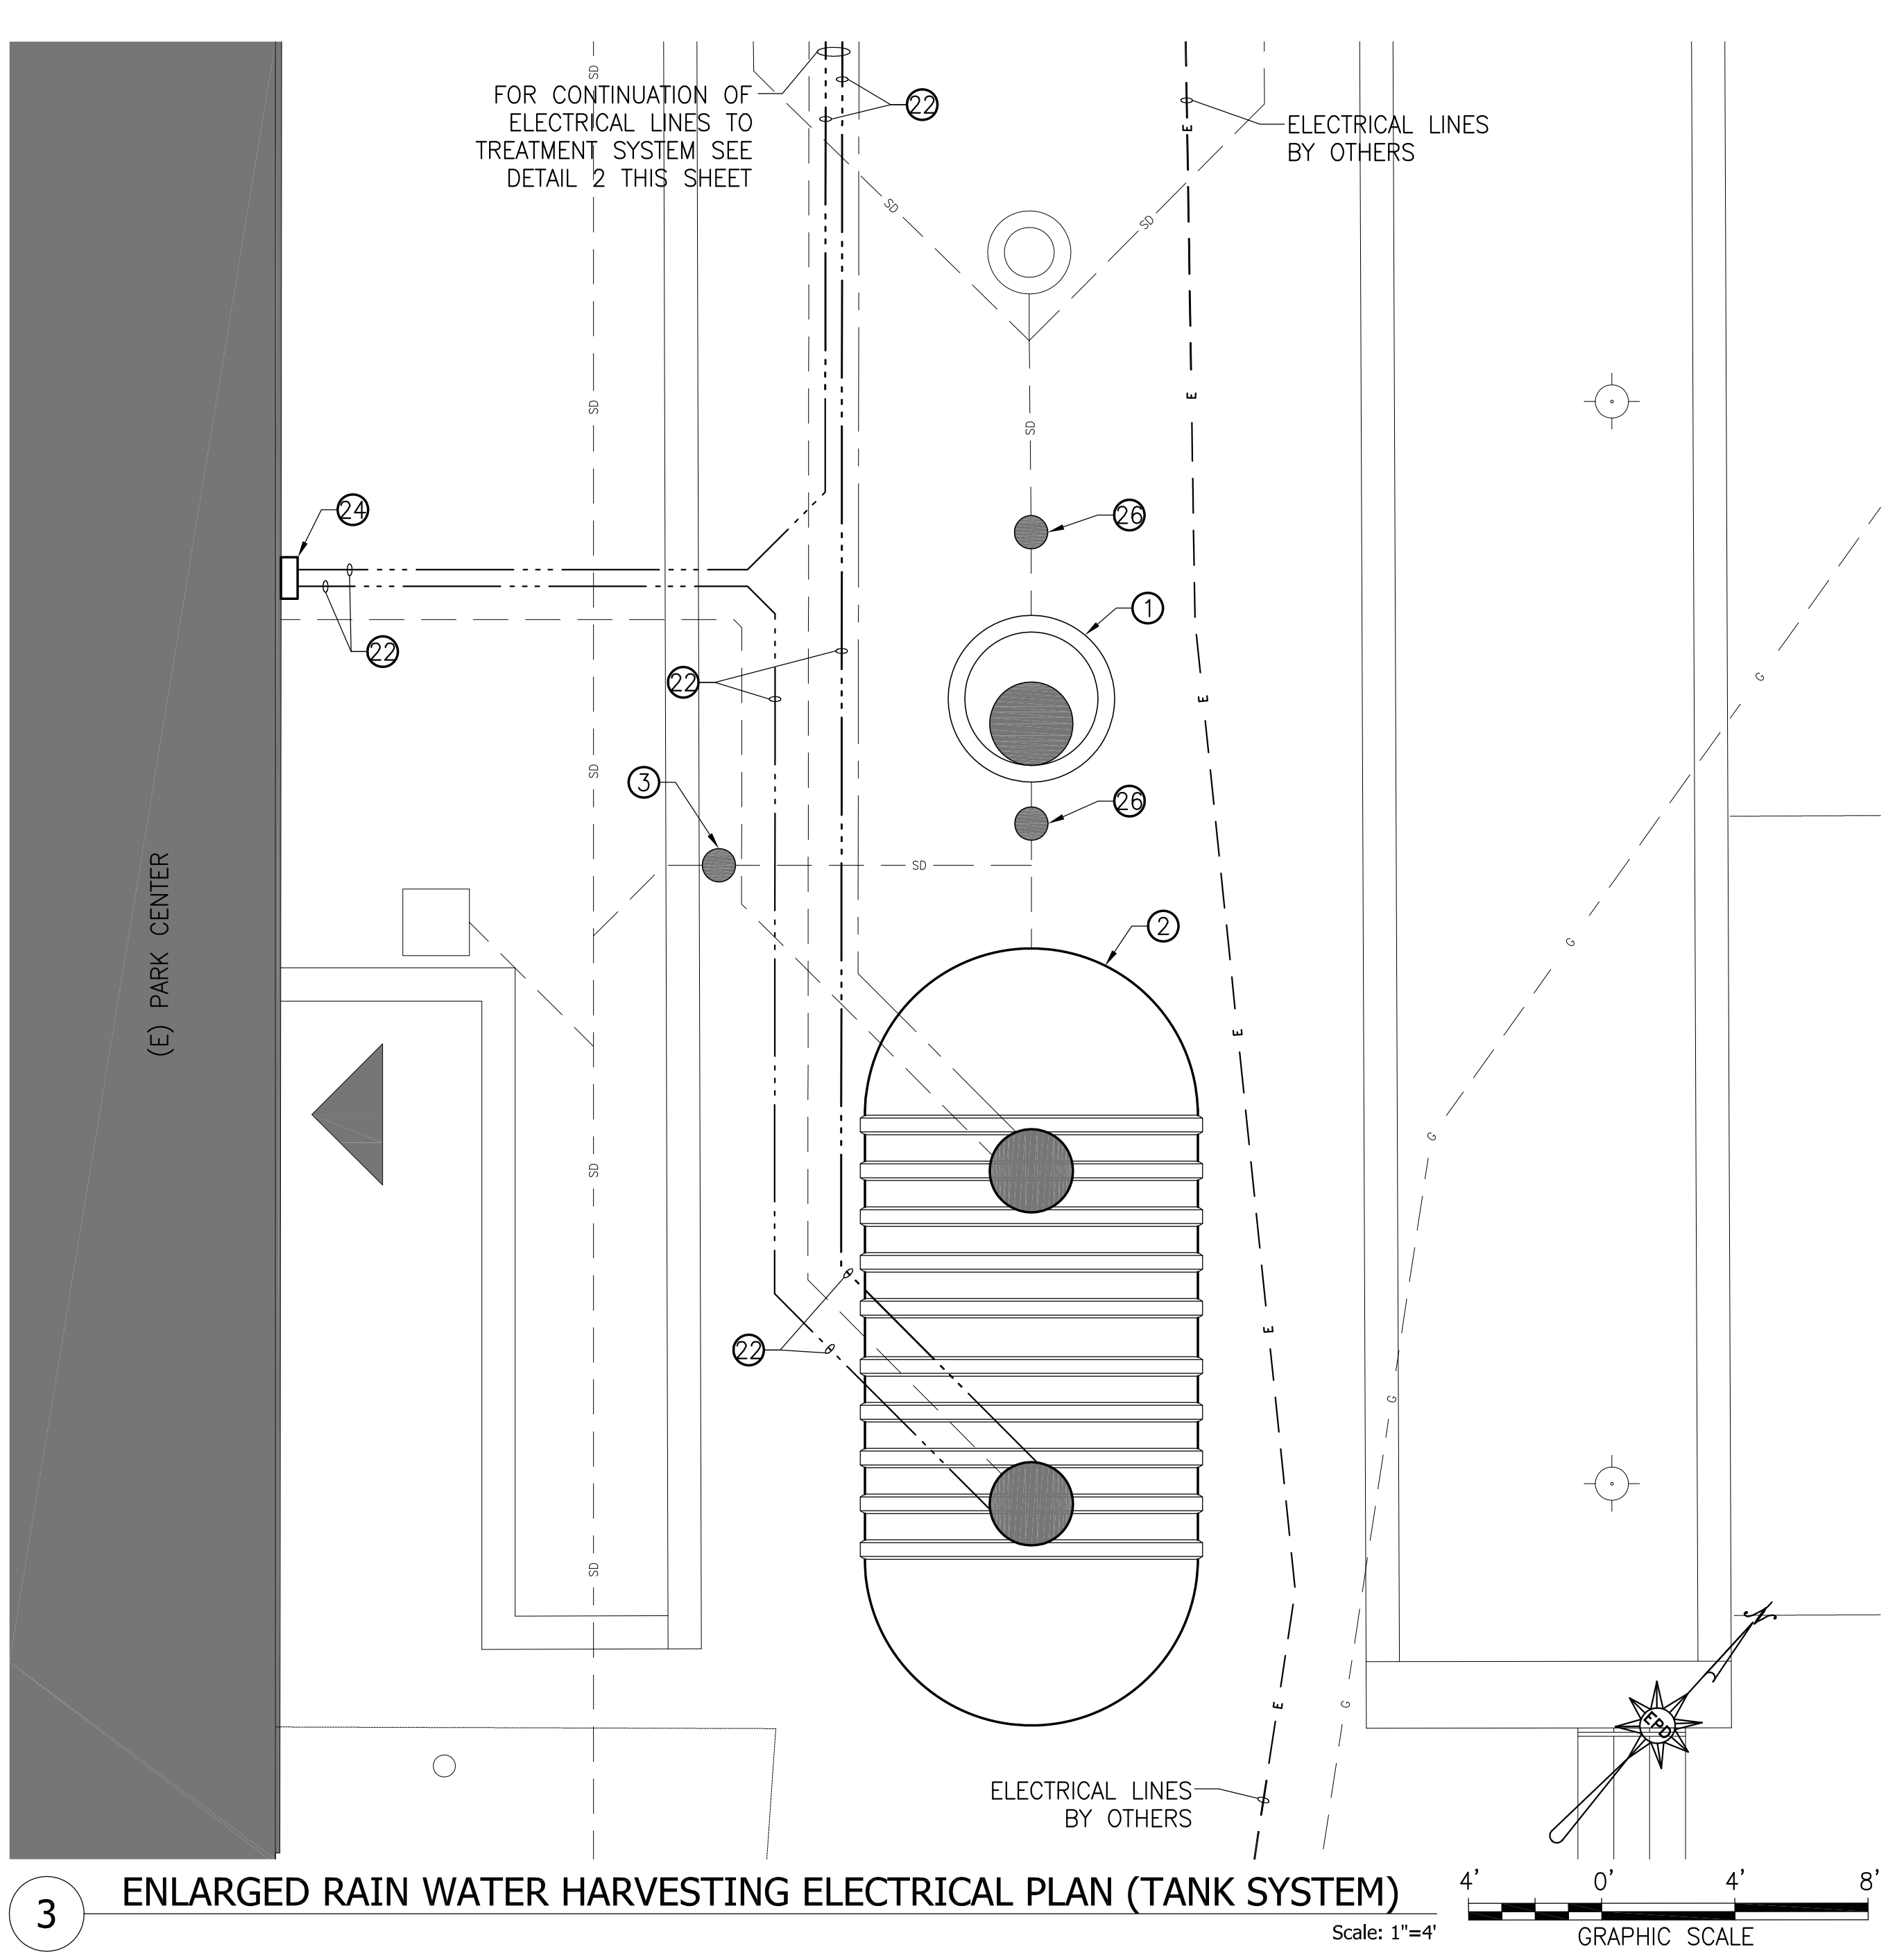 SD
FOR CONTINUATION OF
ELECTRICAL LINES TO
TREATMENT SYSTEM SEE
DETAIL 2 THIS SHEET
22
E
ELECTRICAL LINES
BY OTHERS
SD
SD
SD
E
SD
24
26
22
1
22
E
G
SD
3
26
SD
2
(E) PARK CENTER
G
E
G
SD
22
E
G
SD
E
G
EPD
N
ELECTRICAL LINES
BY OTHERS
3
ENLARGED RAIN WATER HARVESTING ELECTRICAL PLAN (TANK SYSTEM)
Scale: 1"=4'
4' 0' 4' 8'
GRAPHIC SCALE